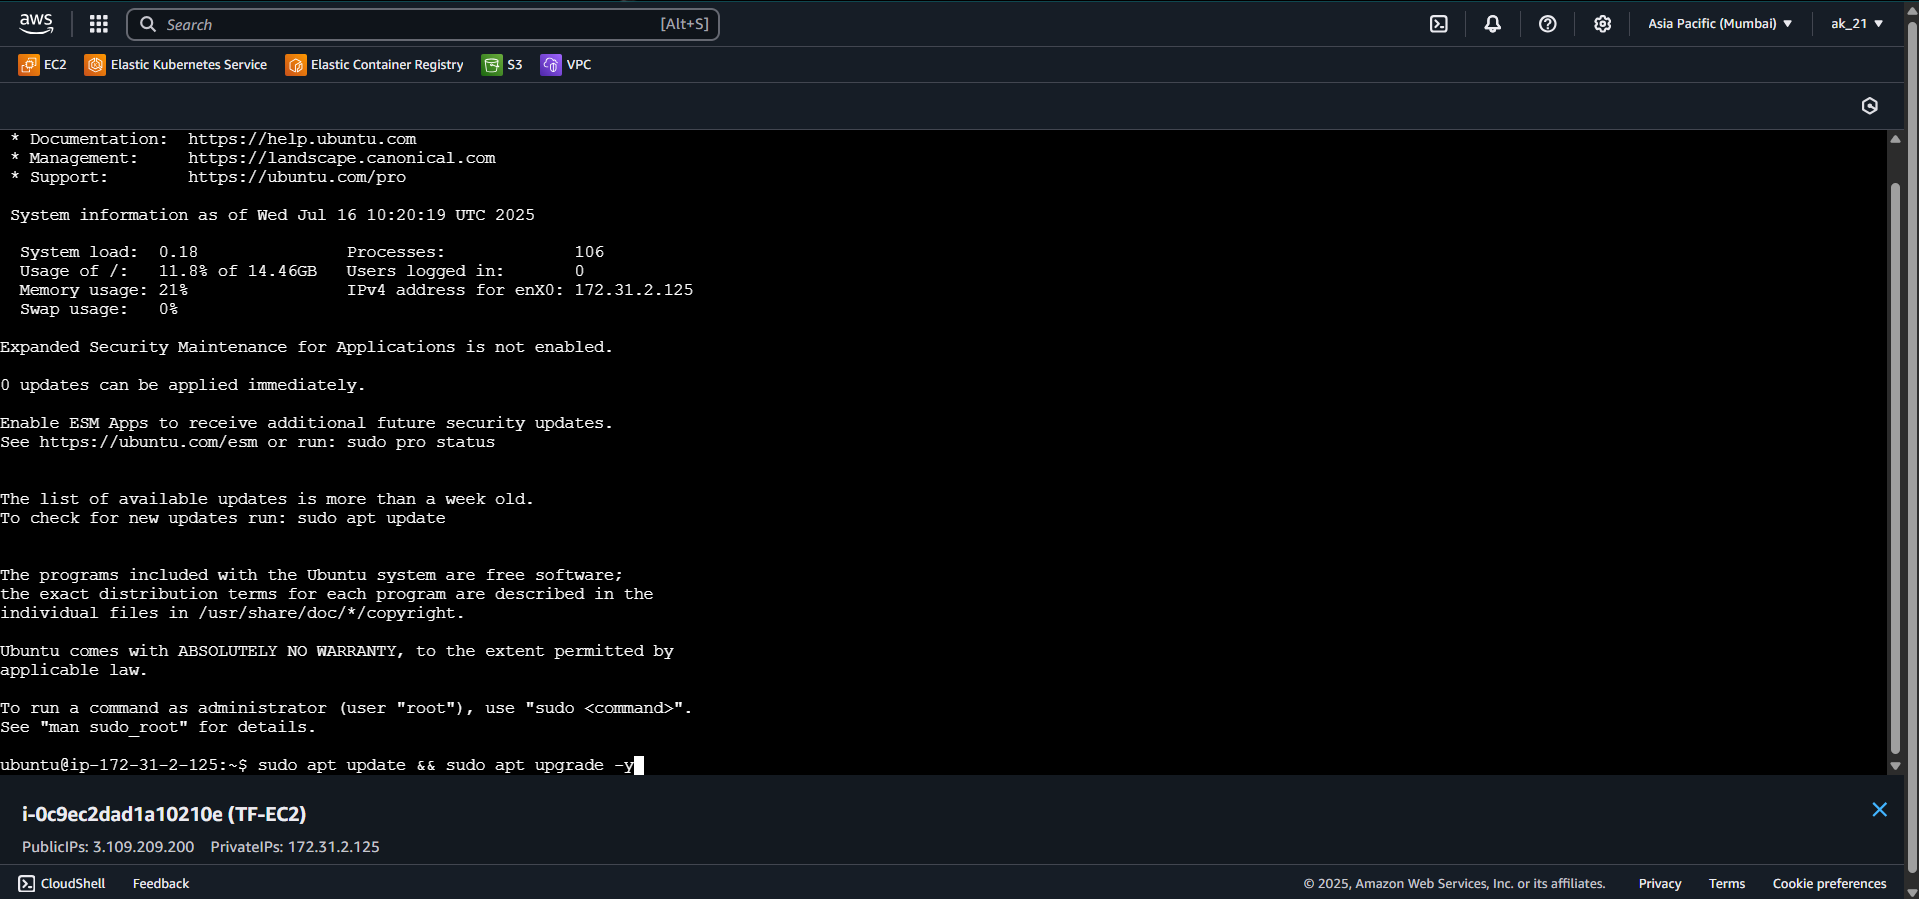 aws
Search [Alt+S]
Asia Pacific (Mumbai)
ak_21
EC2
Elastic Kubernetes Service
Elastic Container Registry
S3
VPC
* Documentation:  https://help.ubuntu.com
* Management:     https://landscape.canonical.com
* Support:        https://ubuntu.com/pro
System information as of Wed Jul 16 10:20:19 UTC 2025
System load:  0.18               Processes:             106
Usage of /:   11.8% of 14.46GB   Users logged in:       0
Memory usage: 21%                IPv4 address for enX0: 172.31.2.125
Swap usage:   0%
Expanded Security Maintenance for Applications is not enabled.
0 updates can be applied immediately.
Enable ESM Apps to receive additional future security updates.
See https://ubuntu.com/esm or run: sudo pro status
The list of available updates is more than a week old.
To check for new updates run: sudo apt update
The programs included with the Ubuntu system are free software;
the exact distribution terms for each program are described in the
individual files in /usr/share/doc/*/copyright.
Ubuntu comes with ABSOLUTELY NO WARRANTY, to the extent permitted by
applicable law.
To run a command as administrator (user "root"), use "sudo <command>".
See "man sudo_root" for details.
ubuntu@ip-172-31-2-125:~$ sudo apt update && sudo apt upgrade -y
i-0c9ec2dad1a10210e (TF-EC2)
PublicIPs: 3.109.209.200 PrivateIPs: 172.31.2.125
CloudShell
Feedback
© 2025, Amazon Web Services, Inc. or its affiliates.
Privacy
Terms
Cookie preferences